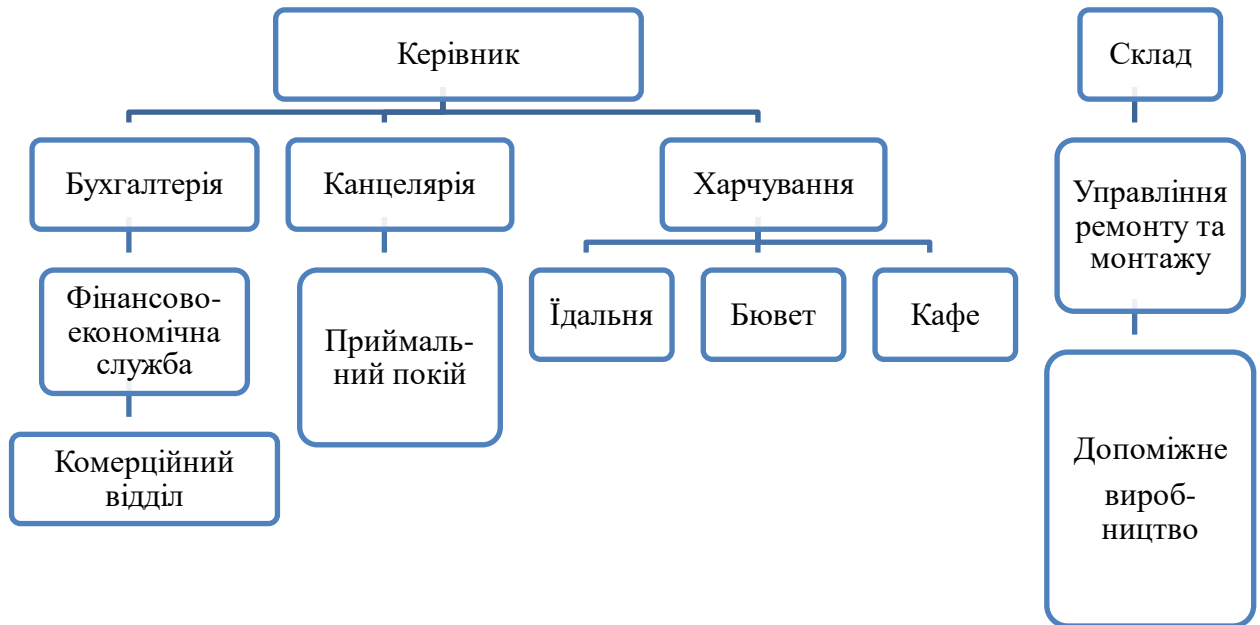 Керівник
Склад
Бухгалтерія
Канцелярія
Харчування
Управління
ремонту та
монтажу
Фінансово-
економічна
служба
Приймаль-
ний покій
Їдальня
Бювет
Кафе
Комерційний
відділ
Допоміжне
вироб-
ництво